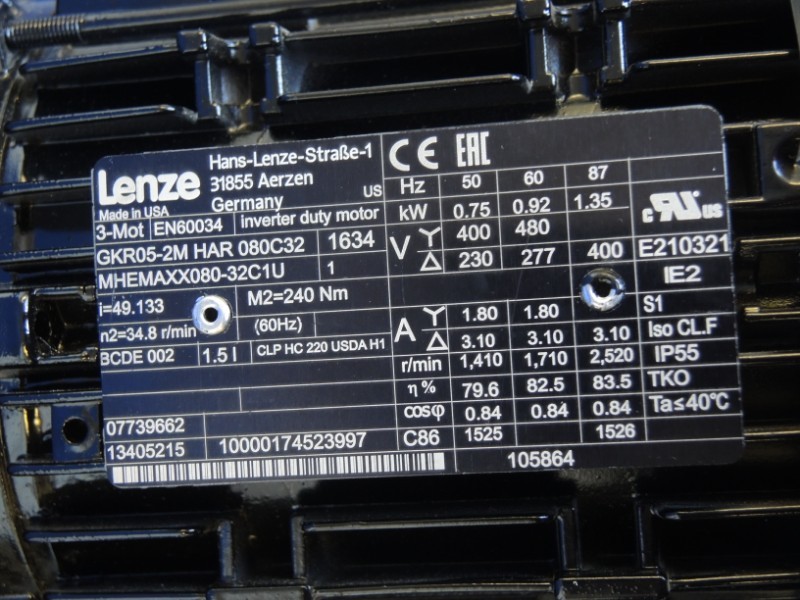 Lenze
Hans-Lenze-Straße-1
31855 Aerzen
Germany
US
Made in USA
3-Mot EN60034 inverter duty motor
GKR05-2M HAR 080C32 1634
MHEMAXX080-32C1U 1
i=49.133 M2=240 Nm
n2=34.8 r/min (60Hz)
BCDE 002 1.5 l CLP HC 220 USDA H1
07739662
13405215 10000174523997
CE EAC
Hz 50 60 87
kW 0.75 0.92 1.35
V Y 400 480
△ 230 277 400
A Y 1.80 1.80
△ 3.10 3.10 3.10
r/min 1,410 1,710 2,520
η % 79.6 82.5 83.5
cosφ 0.84 0.84 0.84
C86 1525 1526
105864
c RU us
E210321
IE2
S1
Iso CL.F
IP55
TKO
Ta≤40°C